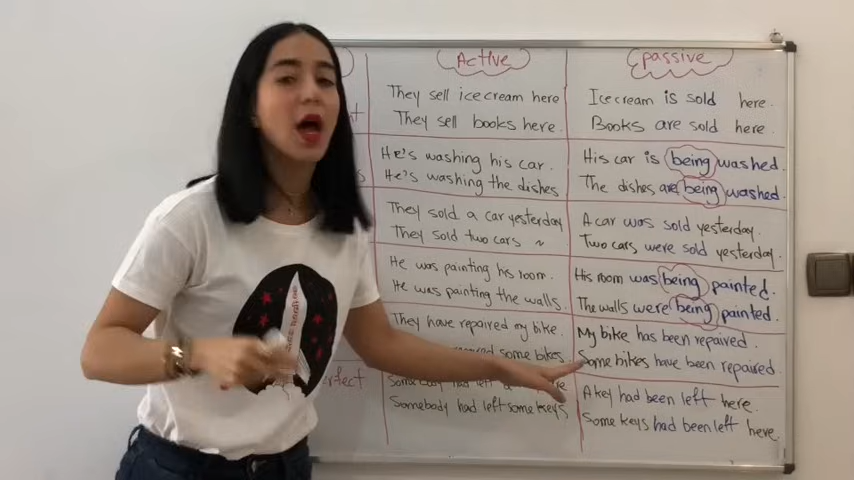 Active
passive
They sell icecream here
They sell books here.
Icecream is sold here.
Books are sold here.
He's washing his car.
He's washing the dishes.
His car is being washed.
The dishes are being washed.
They sold a car yesterday
They sold two cars ~
A car was sold yesterday.
Two cars were sold yesterday.
He was painting his room.
He was painting the walls.
His room was being painted.
The walls were being painted.
They have repaired my bike.
some bikes.
My bike has been repaired.
Some bikes have been repaired.
Somebody had left some keys.
A key had been left here.
Some keys had been left here.